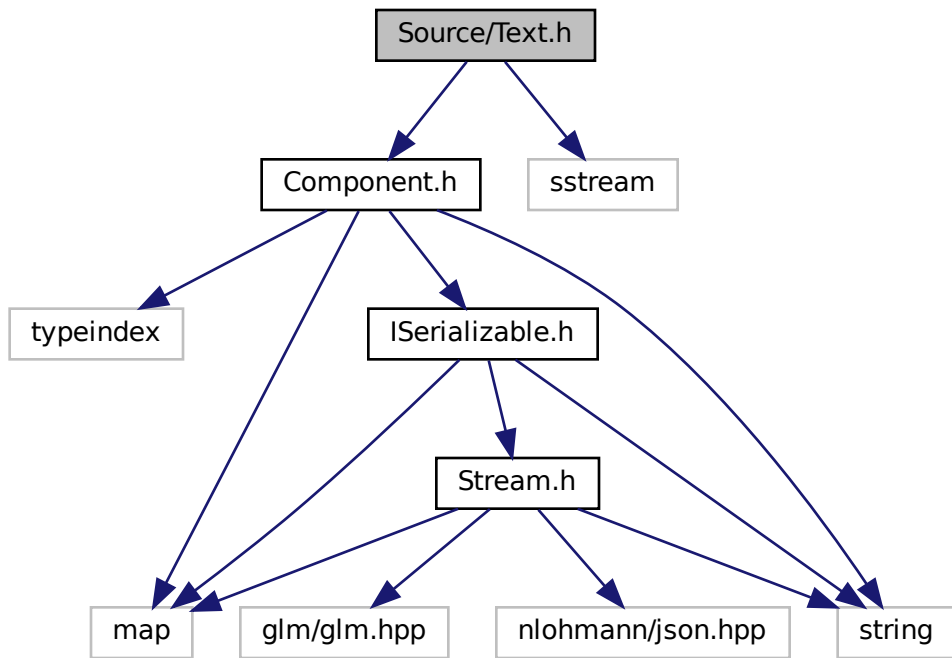 Source/Text.h
Component.h
sstream
typeindex
ISerializable.h
Stream.h
map
glm/glm.hpp
nlohmann/json.hpp
string